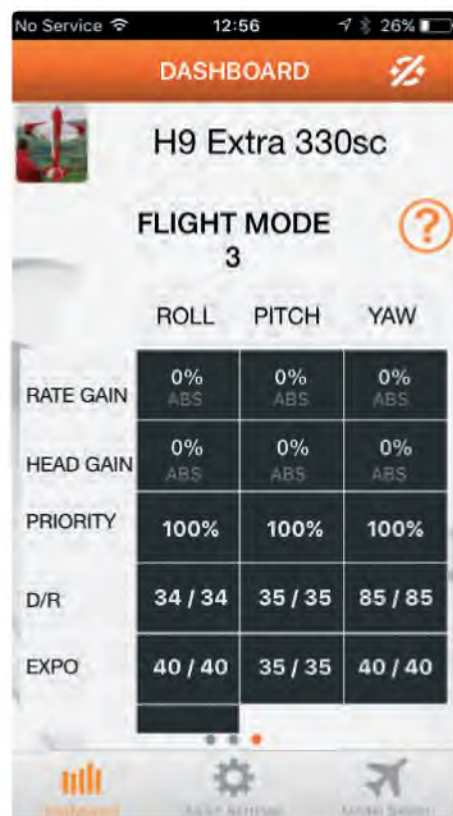 No Service 12:56 26%
DASHBOARD
H9 Extra 330sc
FLIGHT MODE
3
?
ROLL PITCH YAW
RATE GAIN 0% ABS 0% ABS 0% ABS
HEAD GAIN 0% ABS 0% ABS 0% ABS
PRIORITY 100% 100% 100%
D/R 34 / 34 35 / 35 85 / 85
EXPO 40 / 40 35 / 35 40 / 40
Dashboard